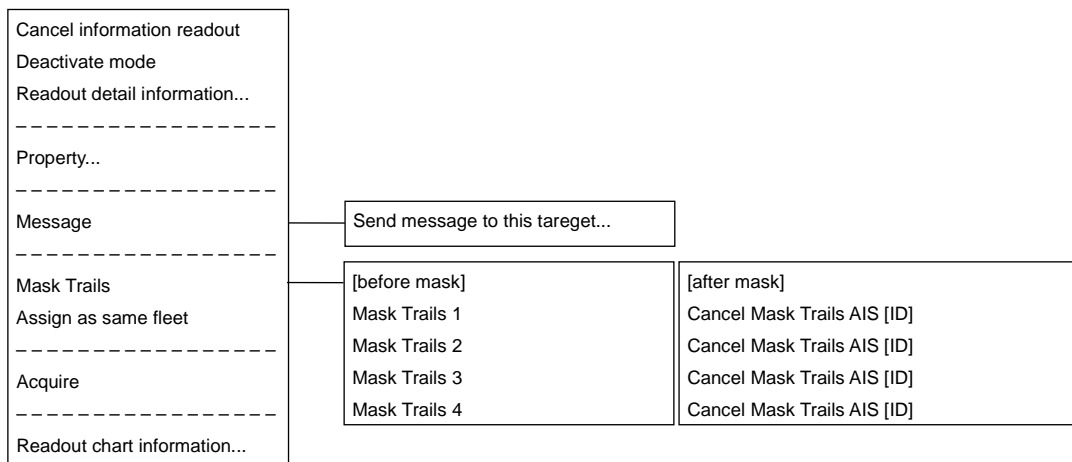 Cancel information readout
Deactivate mode
Readout detail information...
Property...
Message
Send message to this tareget...
Mask Trails
Assign as same fleet
Acquire
Readout chart information...
[before mask]
Mask Trails 1
Mask Trails 2
Mask Trails 3
Mask Trails 4
[after mask]
Cancel Mask Trails AIS [ID]
Cancel Mask Trails AIS [ID]
Cancel Mask Trails AIS [ID]
Cancel Mask Trails AIS [ID]